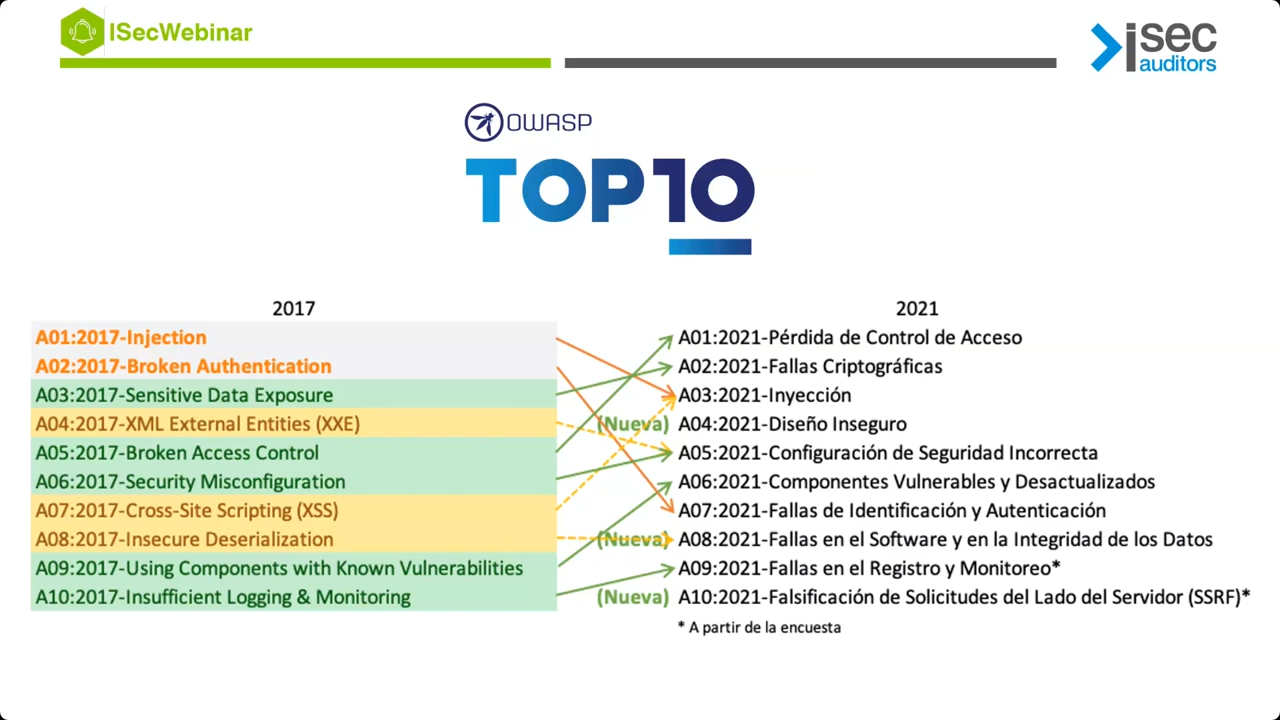 ISecWebinar
isec
auditors
OWASP
TOP10
2017
2021
A01:2017-Injection
A02:2017-Broken Authentication
A03:2017-Sensitive Data Exposure
A04:2017-XML External Entities (XXE)
A05:2017-Broken Access Control
A06:2017-Security Misconfiguration
A07:2017-Cross-Site Scripting (XSS)
A08:2017-Insecure Deserialization
A09:2017-Using Components with Known Vulnerabilities
A10:2017-Insufficient Logging & Monitoring
A01:2021-Pérdida de Control de Acceso
A02:2021-Fallas Criptográficas
A03:2021-Inyección
(Nueva) A04:2021-Diseño Inseguro
A05:2021-Configuración de Seguridad Incorrecta
A06:2021-Componentes Vulnerables y Desactualizados
A07:2021-Fallas de Identificación y Autenticación
(Nueva) A08:2021-Fallas en el Software y en la Integridad de los Datos
A09:2021-Fallas en el Registro y Monitoreo*
(Nueva) A10:2021-Falsificación de Solicitudes del Lado del Servidor (SSRF)*
* A partir de la encuesta